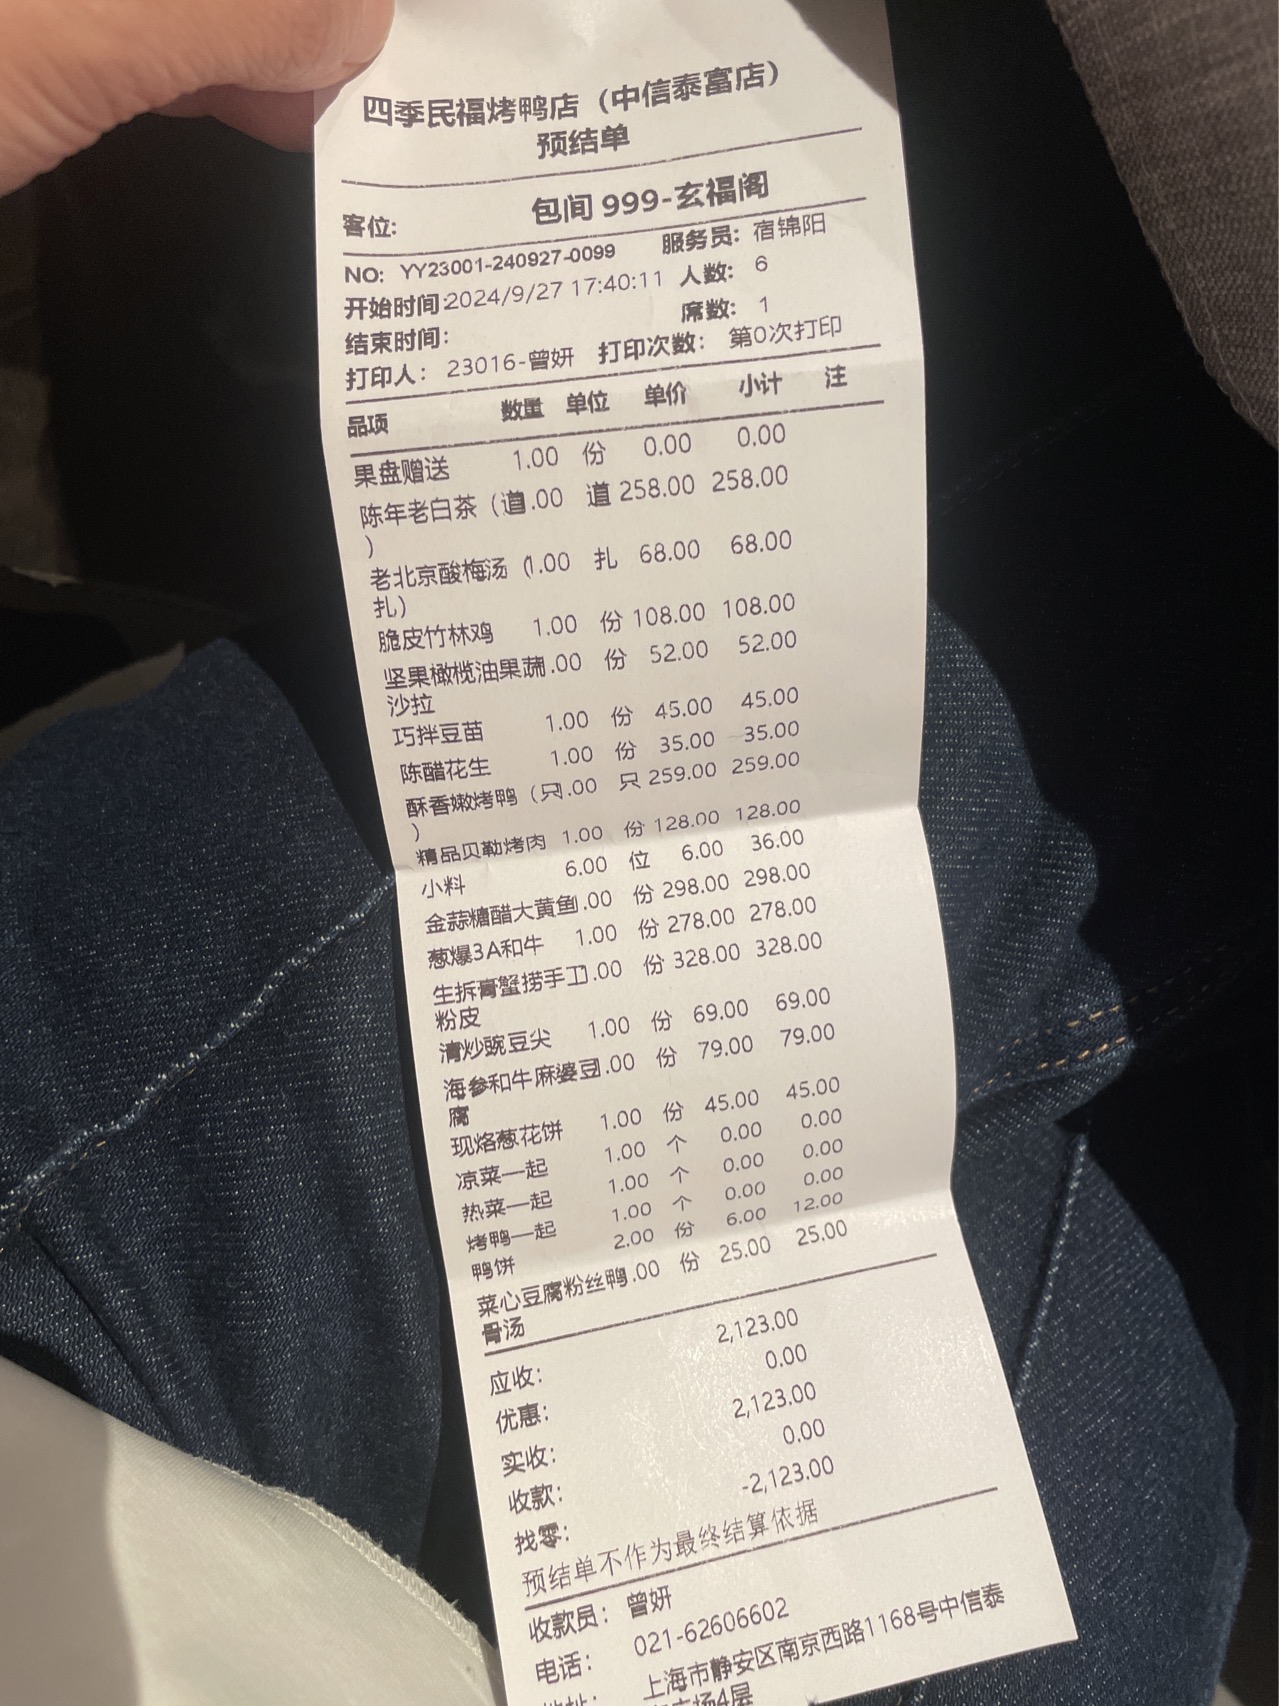 四季民福烤鸭店（中信泰富店）
预结单
客位: 包间 999-玄福阁
NO: YY23001-240927-0099 服务员: 宿锦阳
开始时间:2024/9/27 17:40:11 人数: 6
结束时间: 席数: 1
打印人: 23016-曾妍 打印次数: 第0次打印
品项 数量 单位 单价 小计 注
果盘赠送 1.00 份 0.00 0.00
陈年老白茶（道.00 道 258.00 258.00
）
老北京酸梅汤（1.00 扎 68.00 68.00
扎）
脆皮竹林鸡 1.00 份 108.00 108.00
坚果橄榄油果蔬.00 份 52.00 52.00
沙拉
巧拌豆苗 1.00 份 45.00 45.00
陈醋花生 1.00 份 35.00 35.00
酥香嫩烤鸭（只.00 只 259.00 259.00
）
精品贝勒烤肉 1.00 份 128.00 128.00
小料 6.00 位 6.00 36.00
金蒜糖醋大黄鱼.00 份 298.00 298.00
葱爆3A和牛 1.00 份 278.00 278.00
生拆膏蟹捞手工.00 份 328.00 328.00
粉皮
清炒豌豆尖 1.00 份 69.00 69.00
海参和牛麻婆豆.00 份 79.00 79.00
腐
现烙葱花饼 1.00 份 45.00 45.00
凉菜一起 1.00 个 0.00 0.00
热菜一起 1.00 个 0.00 0.00
烤鸭一起 1.00 个 0.00 0.00
鸭饼 2.00 份 6.00 12.00
菜心豆腐粉丝鸭.00 份 25.00 25.00
骨汤
应收: 2,123.00
优惠: 0.00
实收: 2,123.00
收款: 0.00
找零: -2,123.00
预结单不作为最终结算依据
收款员: 曾妍
电话: 021-62606602
地址: 上海市静安区南京西路1168号中信泰
富广场4层